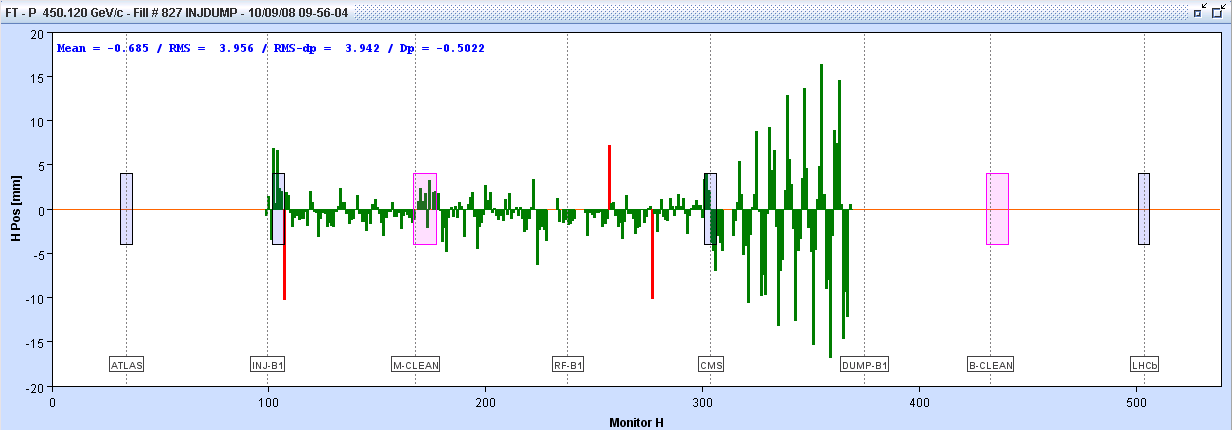 FT - P 450.120 GeV/c - Fill # 827 INJDUMP - 10/09/08 09-56-04
Mean = -0.685 / RMS = 3.956 / RMS-dp = 3.942 / Dp = -0.5022
H Pos [mm]
20
15
10
5
0
-5
-10
-15
-20
ATLAS INJ-B1 M-CLEAN RF-B1 CMS DUMP-B1 B-CLEAN LHCb
0 100 200 300 400 500
Monitor H